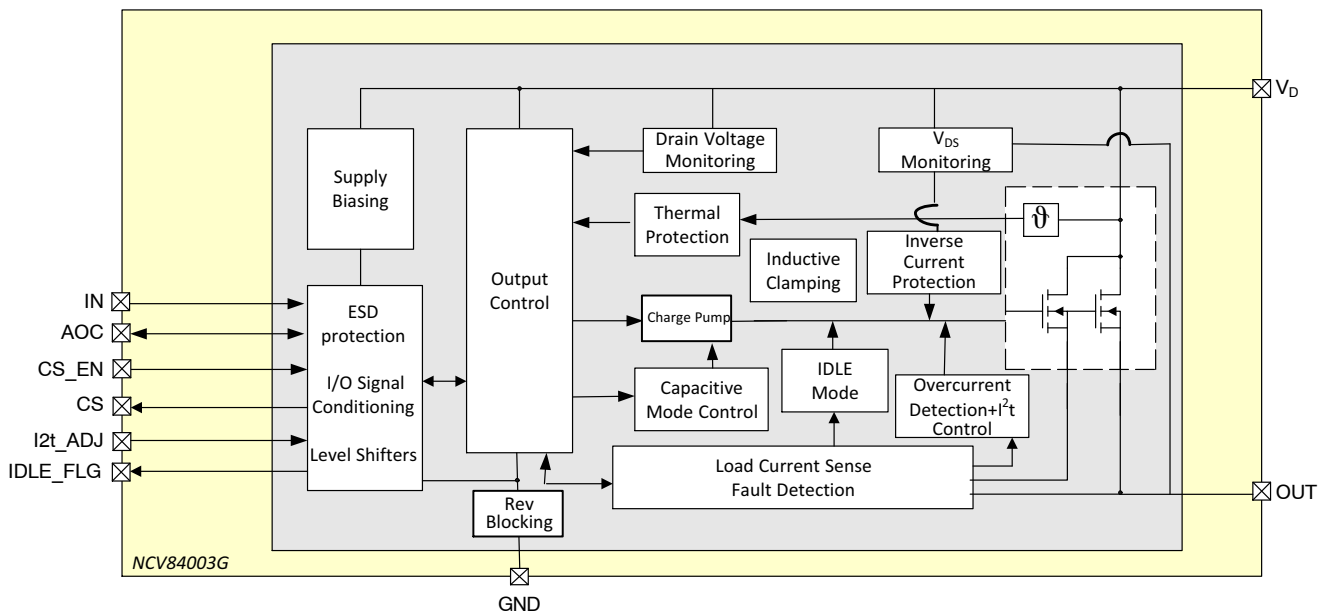 V_D
Drain Voltage
Monitoring
V_DS
Monitoring
Supply
Biasing
Thermal
Protection
ϑ
Inductive
Clamping
Inverse
Current
Protection
Output
Control
IN
AOC
CS_EN
CS
I2t_ADJ
IDLE_FLG
ESD
protection
I/O Signal
Conditioning
Level Shifters
Charge Pump
Capacitive
Mode Control
IDLE
Mode
Overcurrent
Detection+I²t
Control
Load Current Sense
Fault Detection
OUT
Rev
Blocking
NCV84003G
GND